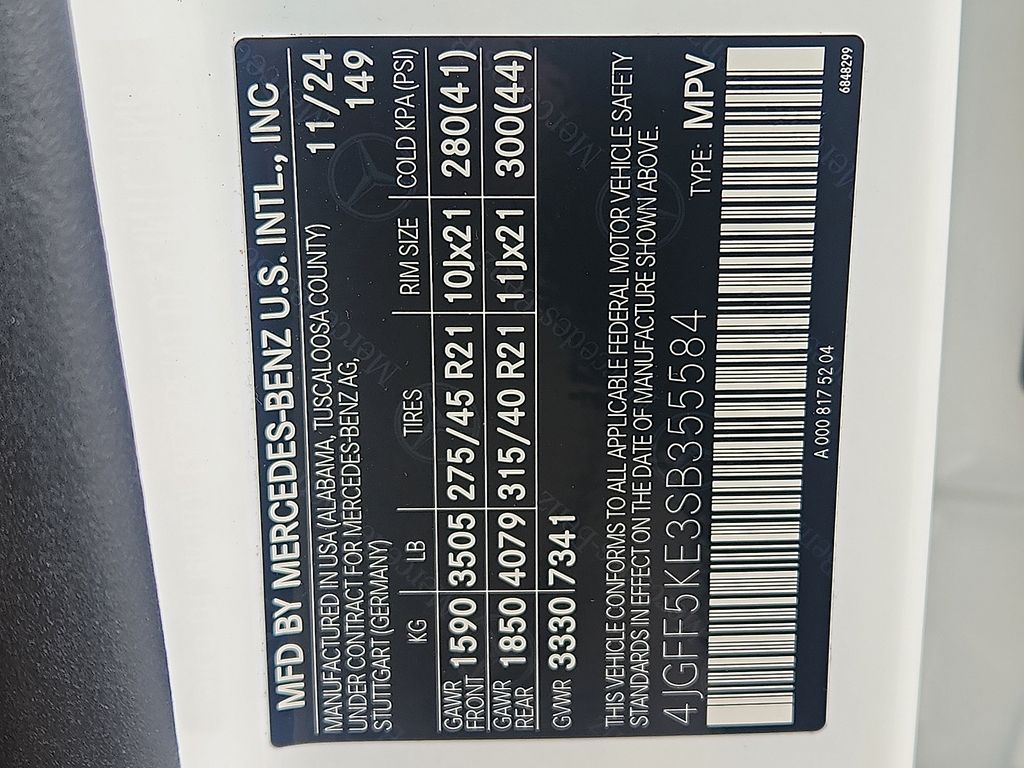 MFD BY MERCEDES-BENZ U.S. INTL., INC
MANUFACTURED IN USA (ALABAMA, TUSCALOOSA COUNTY) 11/24
UNDER CONTRACT FOR MERCEDES-BENZ AG, 149
STUTTGART (GERMANY)
KG LB TIRES RIM SIZE COLD KPA (PSI)
GAWR FRONT 1590 3505 275/45 R21 10Jx21 280(41)
GAWR REAR 1850 4079 315/40 R21 11Jx21 300(44)
GVWR 3330 7341
THIS VEHICLE CONFORMS TO ALL APPLICABLE FEDERAL MOTOR VEHICLE SAFETY
STANDARDS IN EFFECT ON THE DATE OF MANUFACTURE SHOWN ABOVE.
4JGFF5KE3SB355584 TYPE: MPV
A 000 817 52 04 6848299